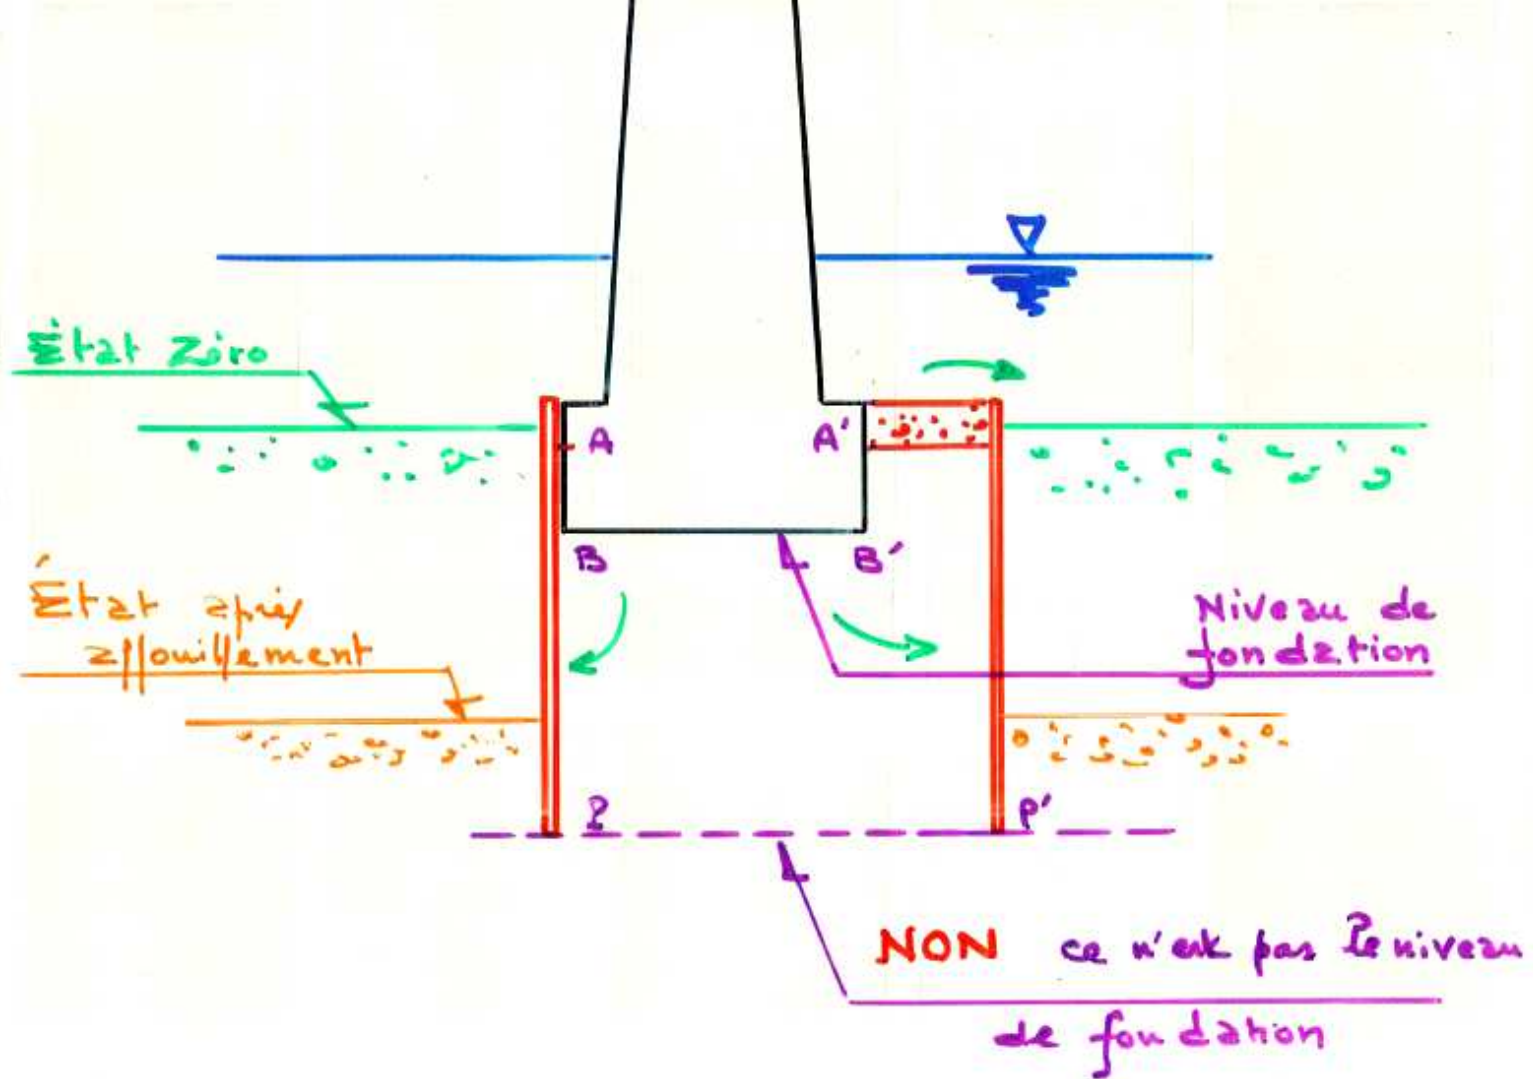 État Zéro
A
A'
B
B'
État après
affouillement
Niveau de
fondation
P
P'
NON ce n'est pas le niveau
de fondation